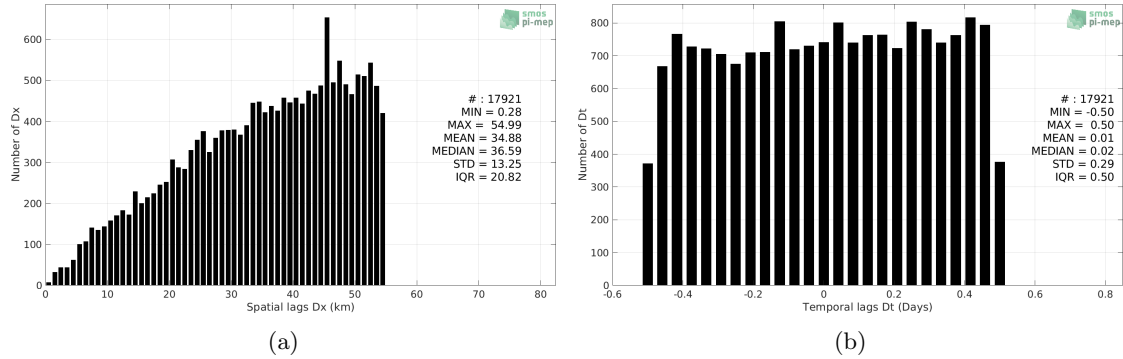 smos
pi-mep
600
500
400
300
200
100
0
Number of Dx
# : 17921
MIN = 0.28
MAX = 54.99
MEAN = 34.88
MEDIAN = 36.59
STD = 13.25
IQR = 20.82
0 10 20 30 40 50 60 70 80
Spatial lags Dx (km)
(a)
smos
pi-mep
800
700
600
500
400
300
200
100
0
Number of Dt
# : 17921
MIN = -0.50
MAX = 0.50
MEAN = 0.01
MEDIAN = 0.02
STD = 0.29
IQR = 0.50
-0.6 -0.4 -0.2 0 0.2 0.4 0.6 0.8
Temporal lags Dt (Days)
(b)